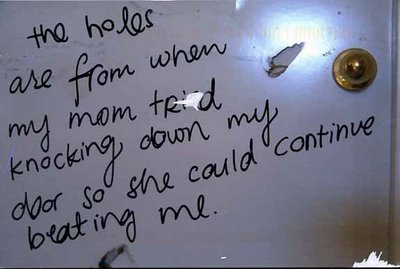 the holes
are from when
my mom tried
knocking down my
door so she could continue
beating me.